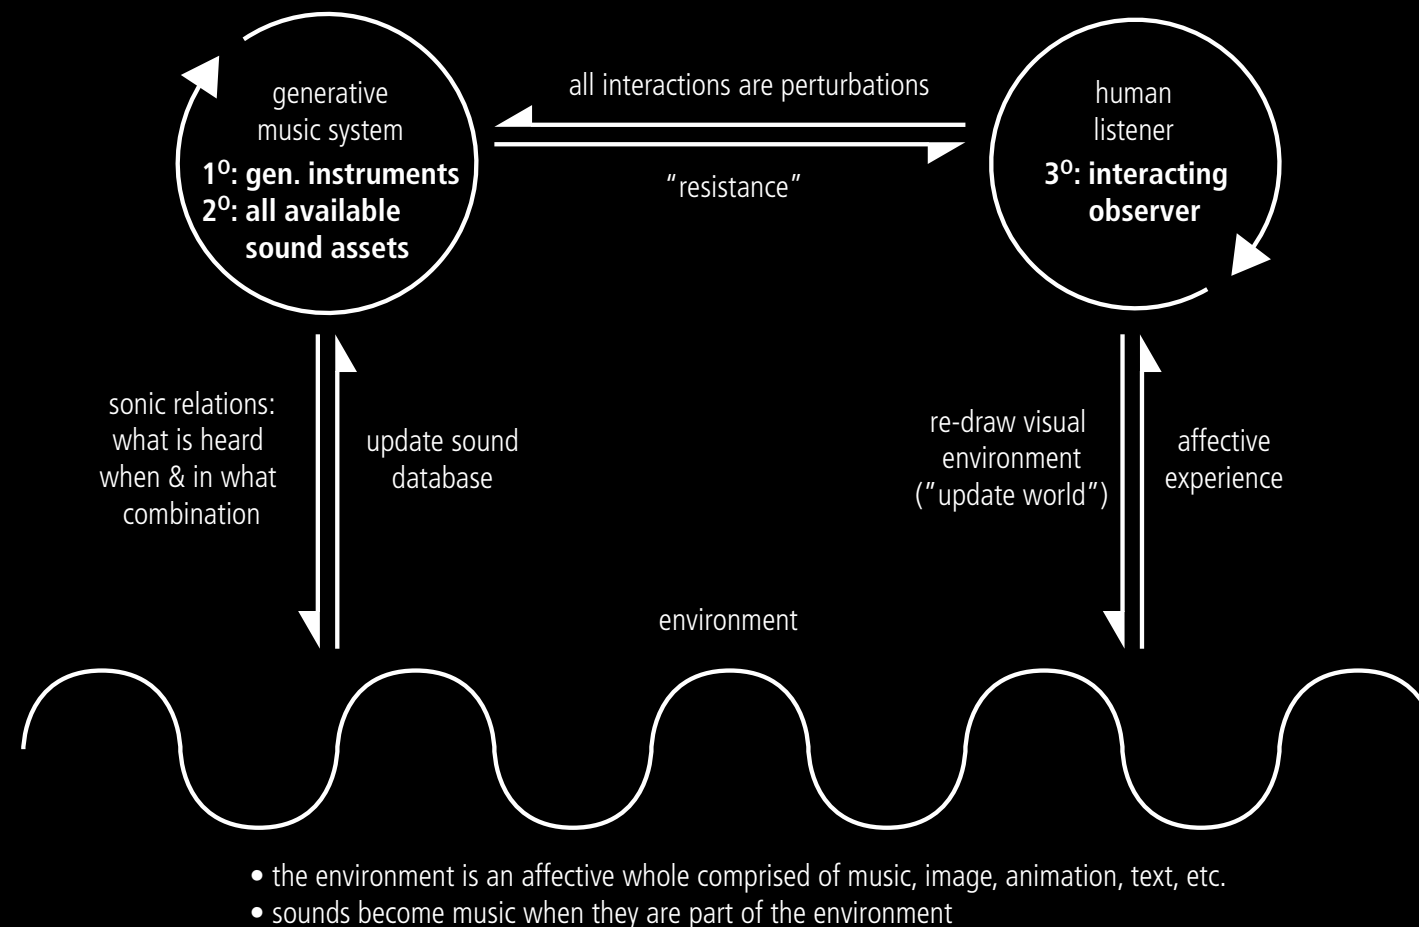 generative
music system
1º: gen. instruments
2º: all available
sound assets
all interactions are perturbations
“resistance”
human
listener
3º: interacting
observer
sonic relations:
what is heard
when & in what
combination
update sound
database
re-draw visual
environment
(”update world”)
affective
experience
environment
• the environment is an affective whole comprised of music, image, animation, text, etc.
• sounds become music when they are part of the environment